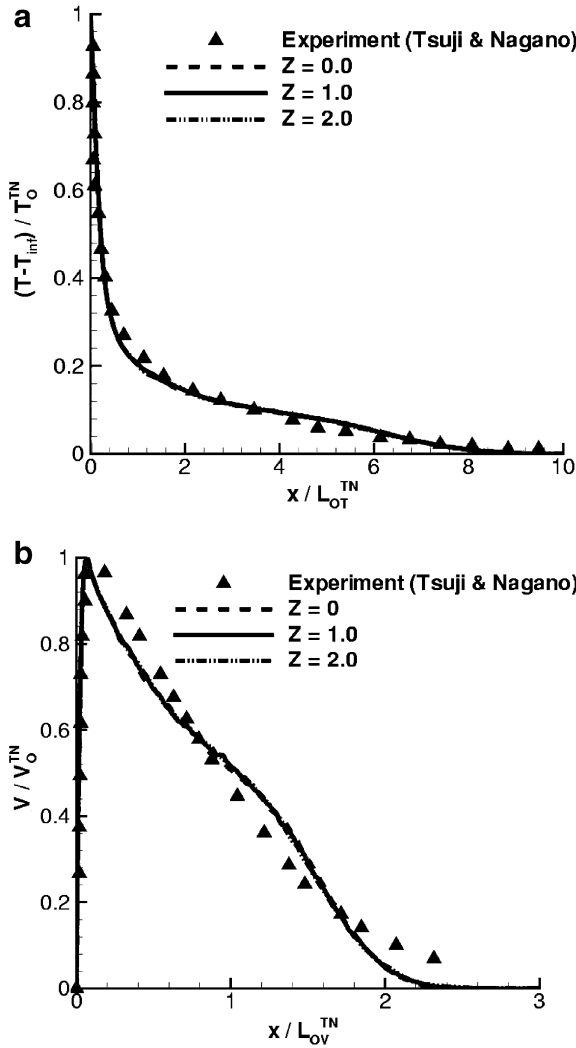 a
Experiment (Tsuji & Nagano)
Z = 0.0
Z = 1.0
Z = 2.0
1
0.8
0.6
0.4
0.2
0
(T-T_inf) / T_O^TN
0 2 4 6 8 10
x / L_OT^TN
b
Experiment (Tsuji & Nagano)
Z = 0
Z = 1.0
Z = 2.0
1
0.8
0.6
0.4
0.2
0
V / V_O^TN
0 1 2 3
x / L_OV^TN